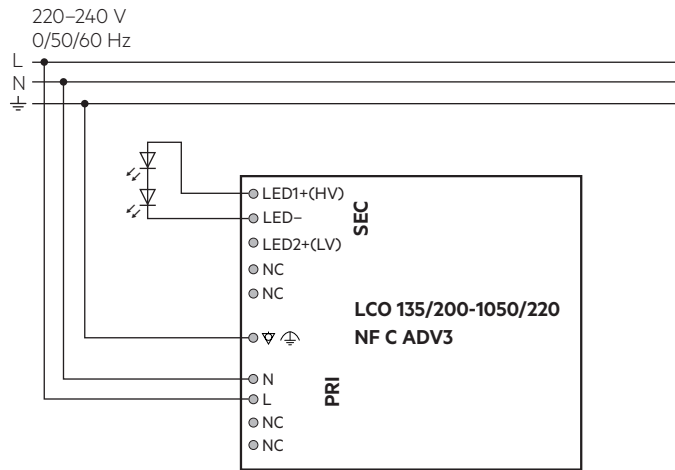 220–240 V
0/50/60 Hz
L
N
LED1+(HV)
LED–
LED2+(LV)
NC
NC
SEC
LCO 135/200-1050/220
NF C ADV3
N
L
NC
NC
PRI